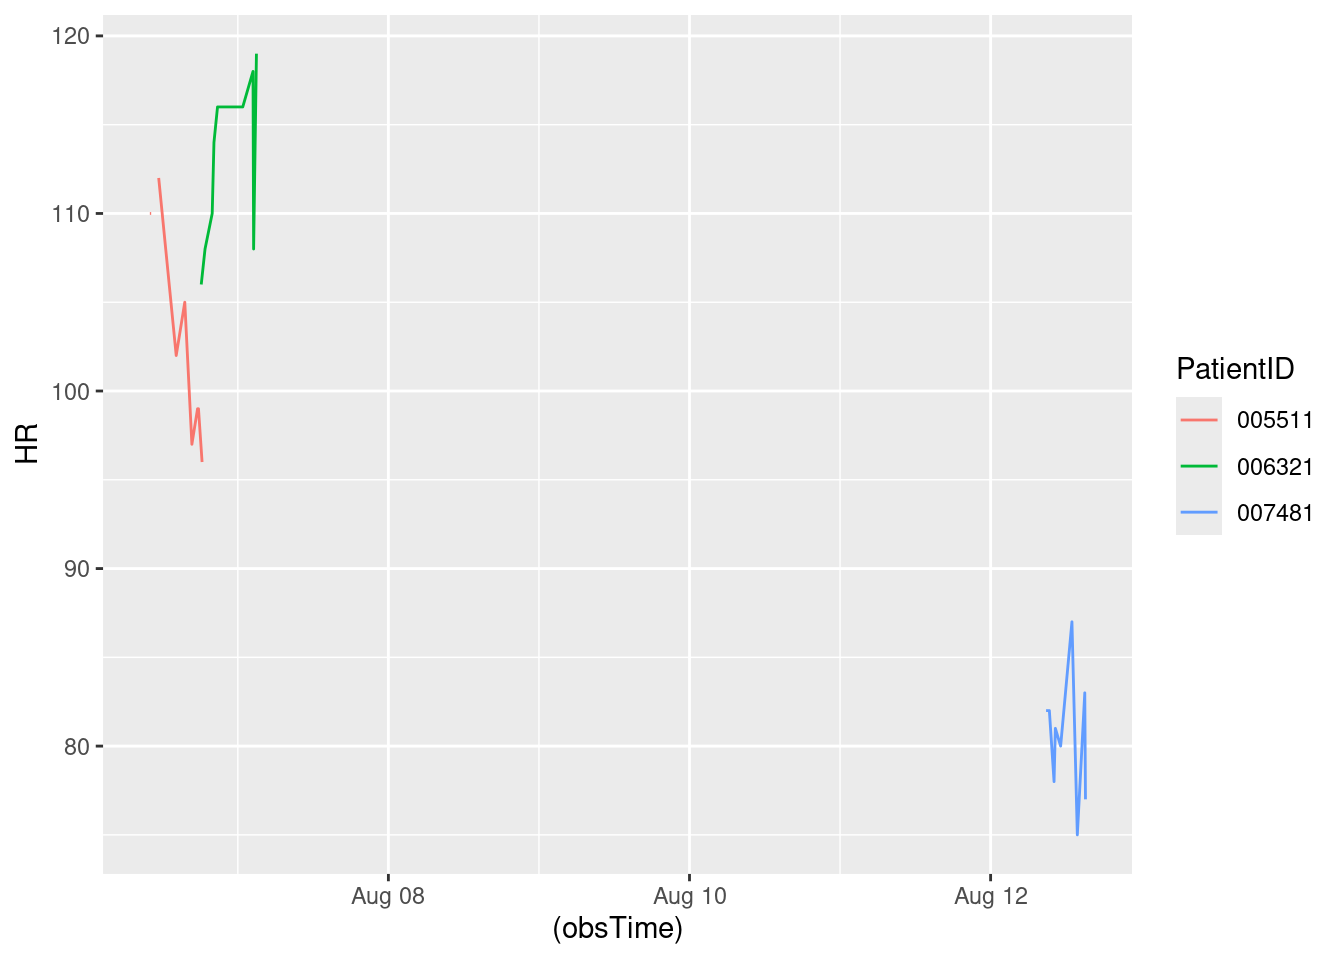 120
110
100
90
80
HR
Aug 08
Aug 10
Aug 12
(obsTime)
PatientID
005511
006321
007481